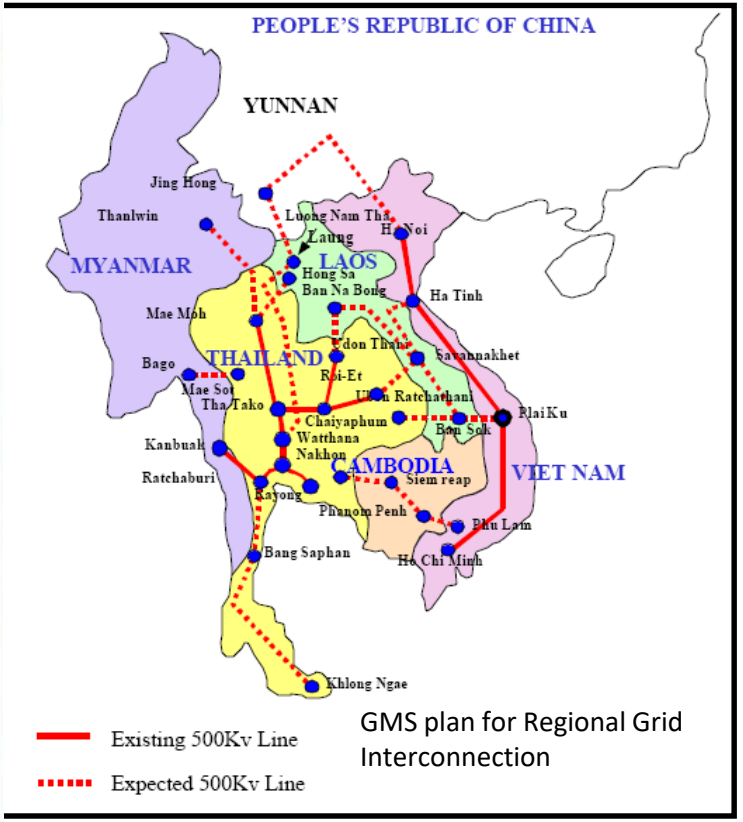 PEOPLE'S REPUBLIC OF CHINA
YUNNAN
Jing Hong
Thanlwin
Luong Nam Tha
Ha Noi
Laung
LAOS
MYANMAR
Hong Sa
Ban Na Bong
Ha Tinh
Mae Moh
Udon Thani
Savannakhet
THAILAND
Bago
Roi-Et
Mae Sot
Ubon Ratchathani
Tha Tako
Chaiyaphum
Plai Ku
Ban Sok
Kanbuak
Watthana
Nakhon
CAMBODIA
VIET NAM
Ratchaburi
Siem reap
Rayong
Phanom Penh
Phu Lam
Bang Saphan
Ho Chi Minh
Khlong Ngae
GMS plan for Regional Grid
Interconnection
Existing 500Kv Line
Expected 500Kv Line